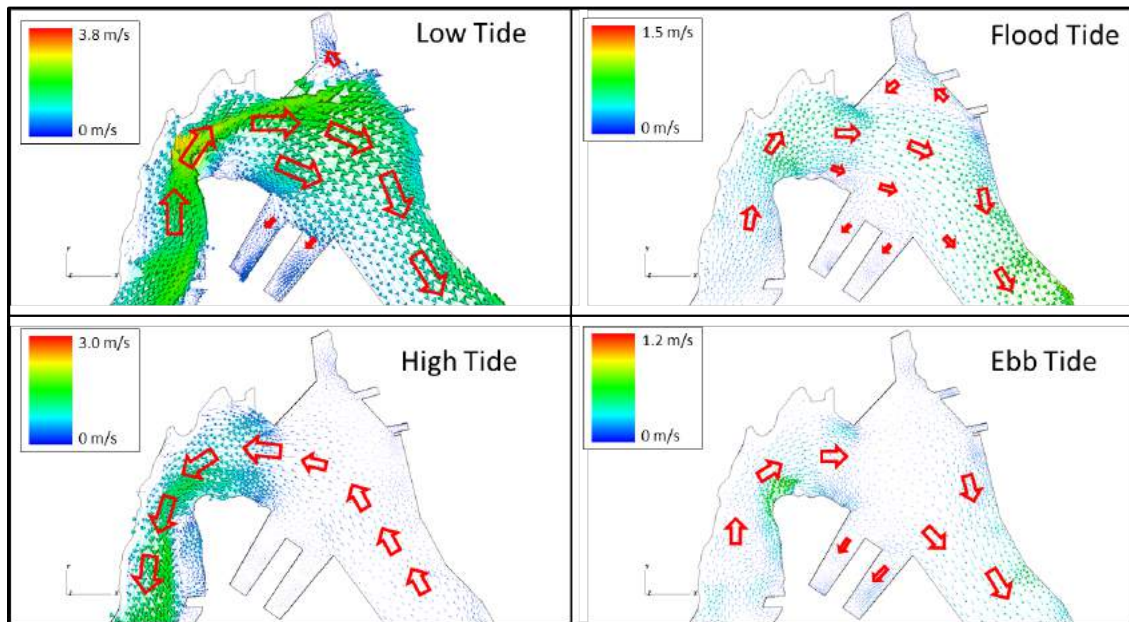 3.8 m/s
0 m/s
Low Tide
1.5 m/s
0 m/s
Flood Tide
3.0 m/s
0 m/s
High Tide
1.2 m/s
0 m/s
Ebb Tide